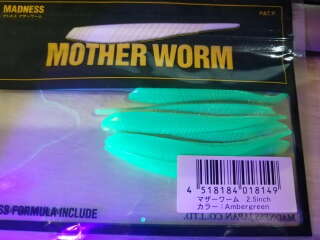 MADNESS
PAT.P
MOTHER WORM
4 518184 018149
マザーワーム 2.5inch
カラー：Ambergreen
SS FORMULA INCLUDE